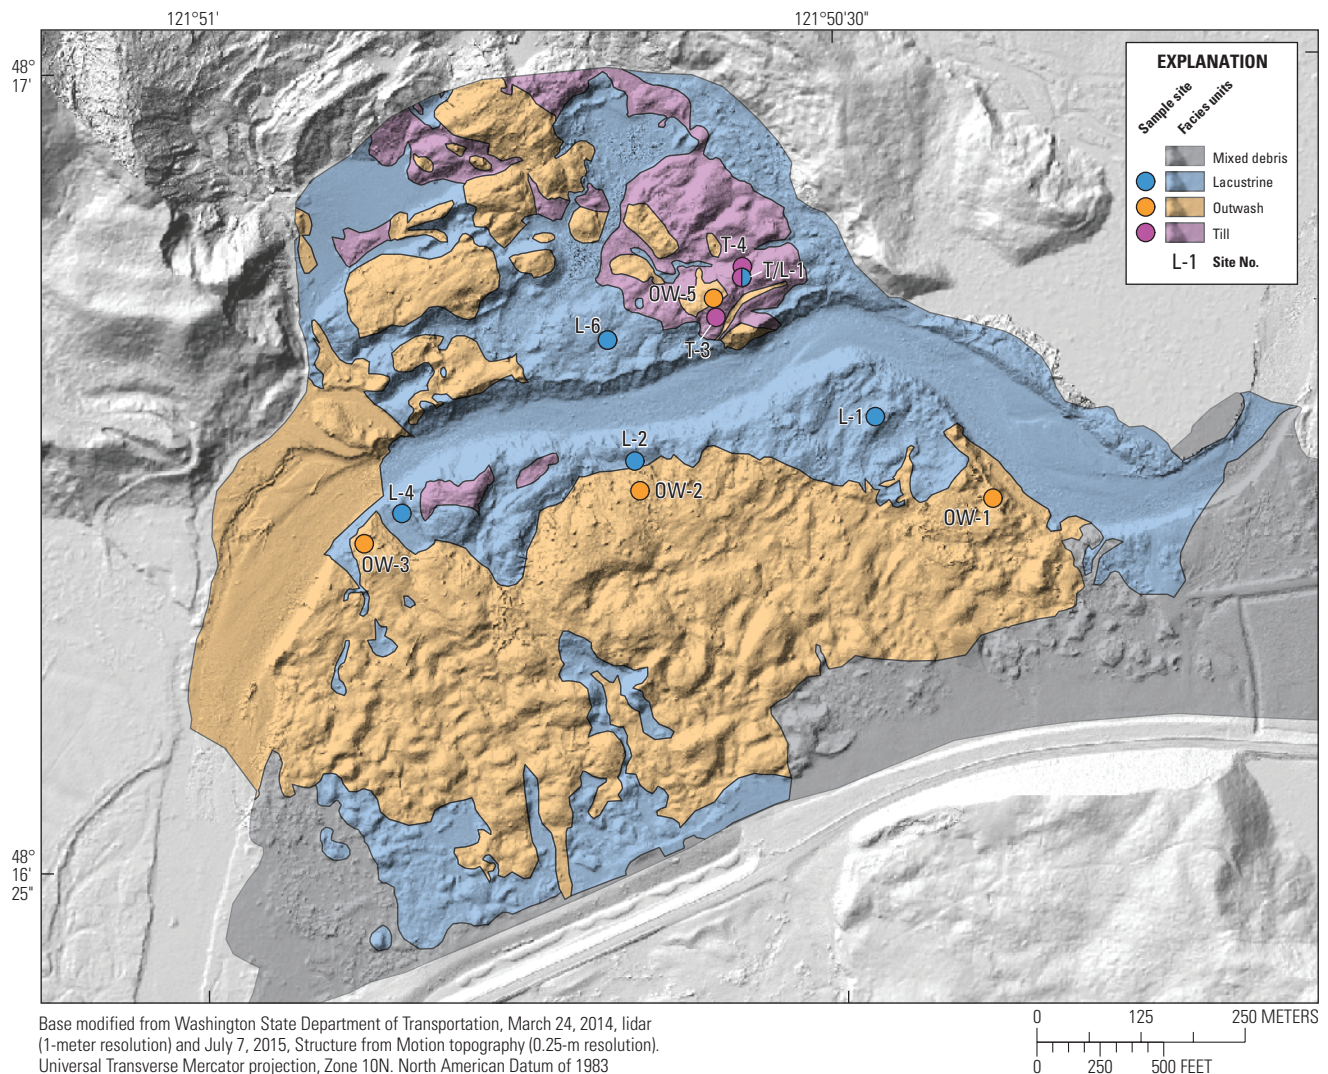 121°51'
121°50'30"
48°
17'
EXPLANATION
Sample site
Facies units
Mixed debris
Lacustrine
Outwash
Till
L-1 Site No.
T-4
T/L-1
OW-5
L-6
T-3
L-1
L-2
OW-2
L-4
OW-1
OW-3
48°
16'
25"
Base modified from Washington State Department of Transportation, March 24, 2014, lidar
(1-meter resolution) and July 7, 2015, Structure from Motion topography (0.25-m resolution).
Universal Transverse Mercator projection, Zone 10N. North American Datum of 1983
0 125 250 METERS
0 250 500 FEET